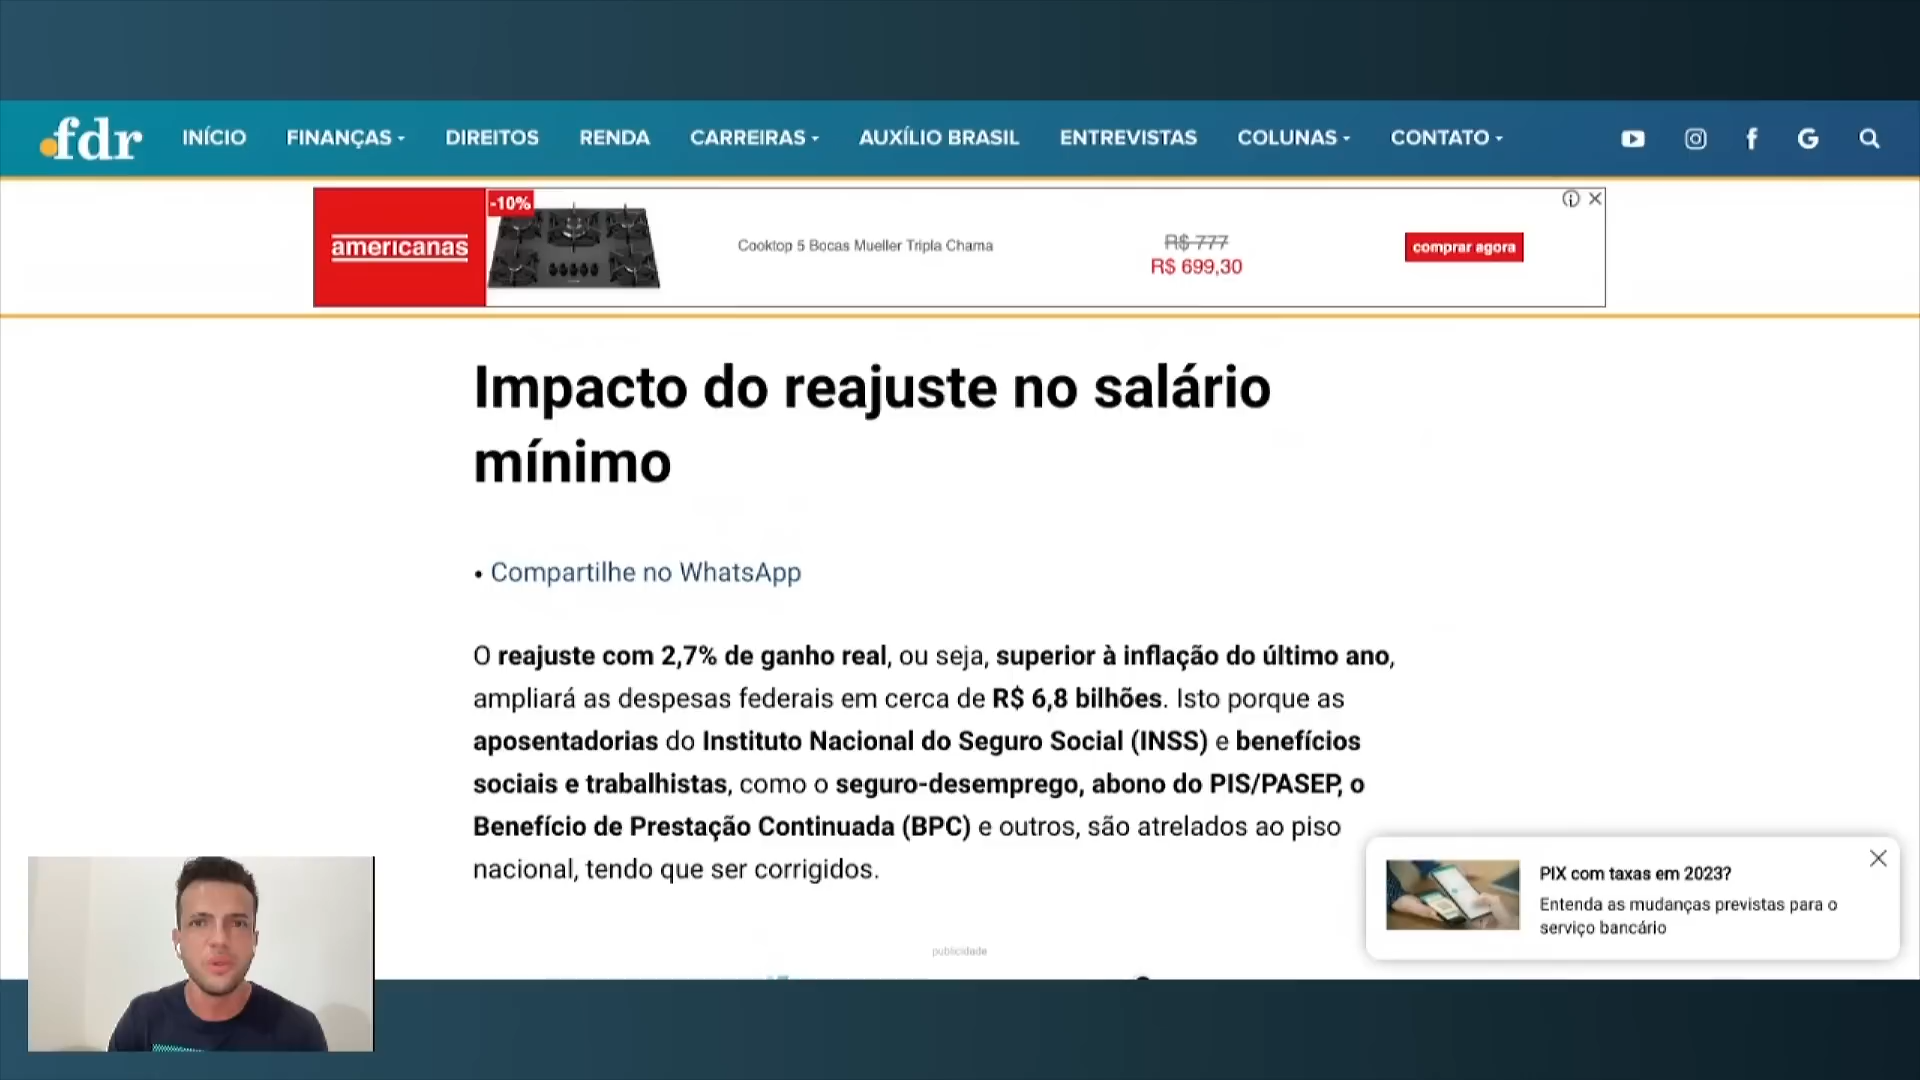 fdr INÍCIO FINANÇAS DIREITOS RENDA CARREIRAS AUXÍLIO BRASIL ENTREVISTAS COLUNAS CONTATO
americanas
-10%
Cooktop 5 Bocas Mueller Tripla Chama
R$ 777
R$ 699,30
comprar agora
Impacto do reajuste no salário
mínimo
• Compartilhe no WhatsApp
O reajuste com 2,7% de ganho real, ou seja, superior à inflação do último ano,
ampliará as despesas federais em cerca de R$ 6,8 bilhões. Isto porque as
aposentadorias do Instituto Nacional do Seguro Social (INSS) e benefícios
sociais e trabalhistas, como o seguro-desemprego, abono do PIS/PASEP, o
Benefício de Prestação Continuada (BPC) e outros, são atrelados ao piso
nacional, tendo que ser corrigidos.
publicidade
PIX com taxas em 2023?
Entenda as mudanças previstas para o
serviço bancário